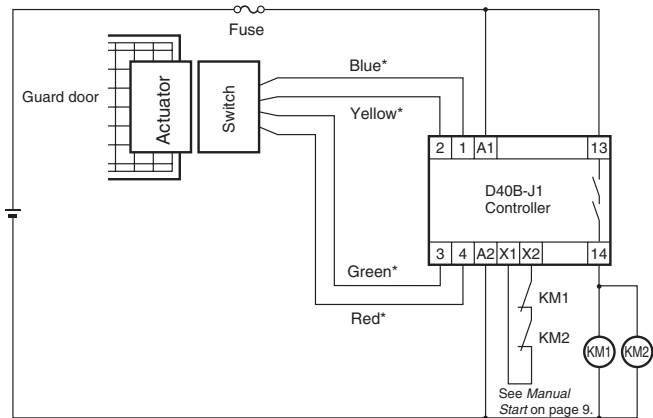 Fuse
Blue*
Guard door
Actuator
Switch
Yellow*
2 1 A1 13
D40B-J1
Controller
3 4 A2 X1 X2 14
Green*
Red*
KM1
KM2
KM1 KM2
See Manual
Start on page 9.